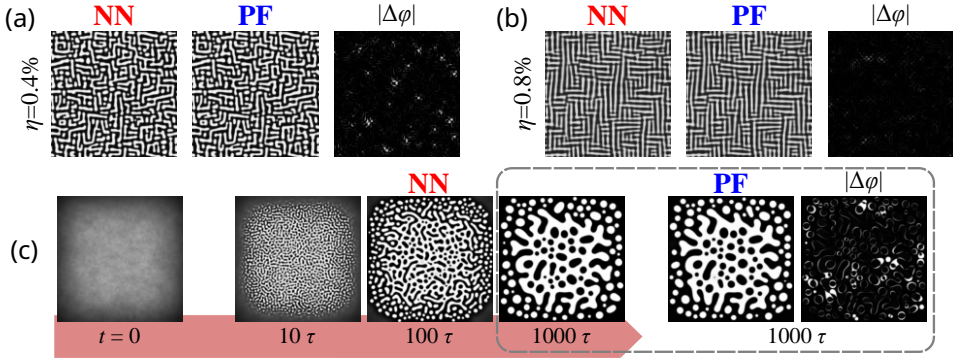 (a) NN PF |Δφ| (b) NN PF |Δφ|
η=0.4%
η=0.8%
NN PF |Δφ|
(c)
t = 0 10 τ 100 τ 1000 τ 1000 τ